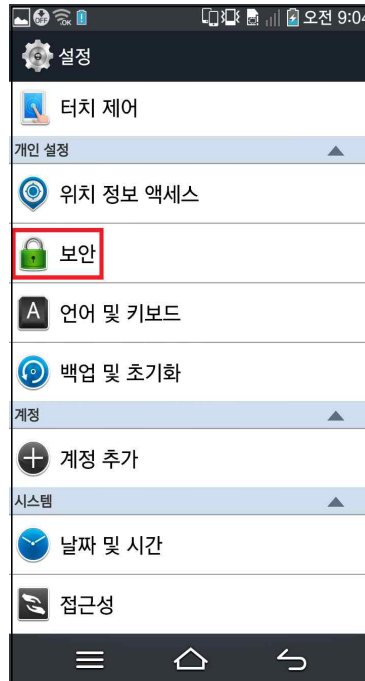 OFF OK 오전 9:04
설정
터치 제어
개인 설정
위치 정보 액세스
보안
A 언어 및 키보드
백업 및 초기화
계정
계정 추가
시스템
날짜 및 시간
접근성